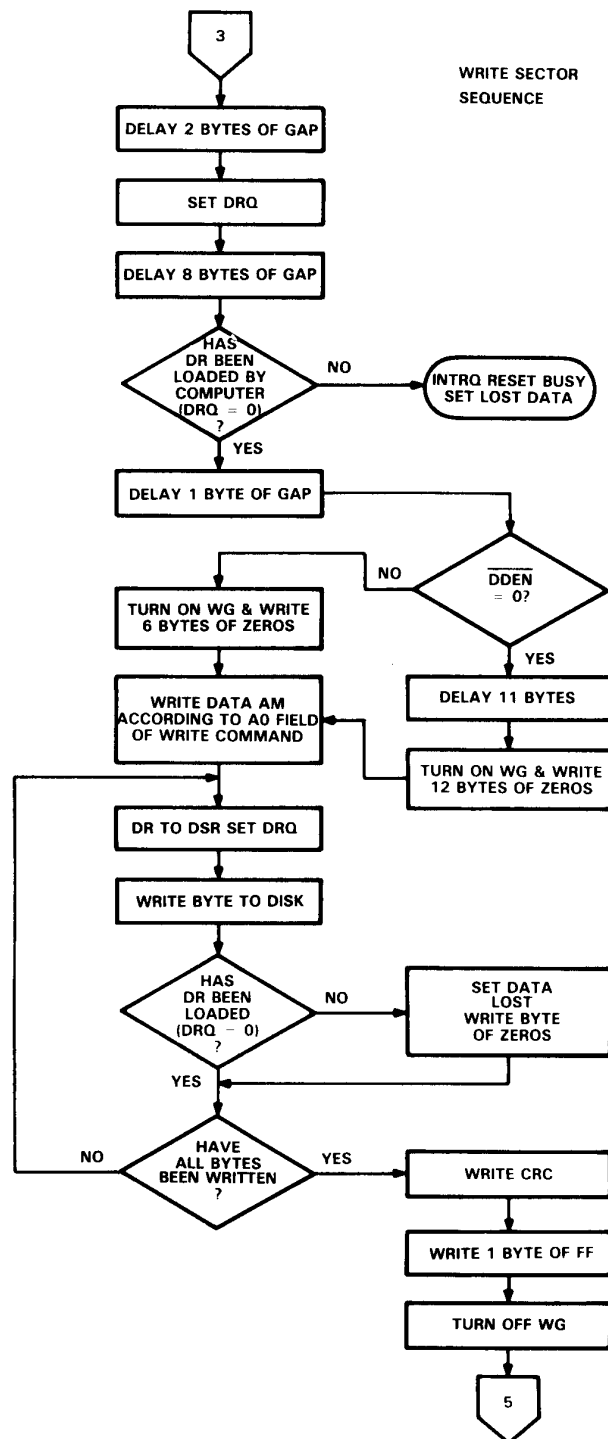 3
WRITE SECTOR
SEQUENCE
DELAY 2 BYTES OF GAP
SET DRQ
DELAY 8 BYTES OF GAP
HAS
DR BEEN
LOADED BY
COMPUTER
(DRQ = 0)
?
NO
INTRQ RESET BUSY
SET LOST DATA
YES
DELAY 1 BYTE OF GAP
DDEN
= 0?
NO
TURN ON WG & WRITE
6 BYTES OF ZEROS
YES
DELAY 11 BYTES
WRITE DATA AM
ACCORDING TO A0 FIELD
OF WRITE COMMAND
TURN ON WG & WRITE
12 BYTES OF ZEROS
DR TO DSR SET DRQ
WRITE BYTE TO DISK
HAS
DR BEEN
LOADED
(DRQ – 0)
?
NO
SET DATA
LOST
WRITE BYTE
OF ZEROS
YES
HAVE
ALL BYTES
BEEN WRITTEN
?
NO
YES
WRITE CRC
WRITE 1 BYTE OF FF
TURN OFF WG
5